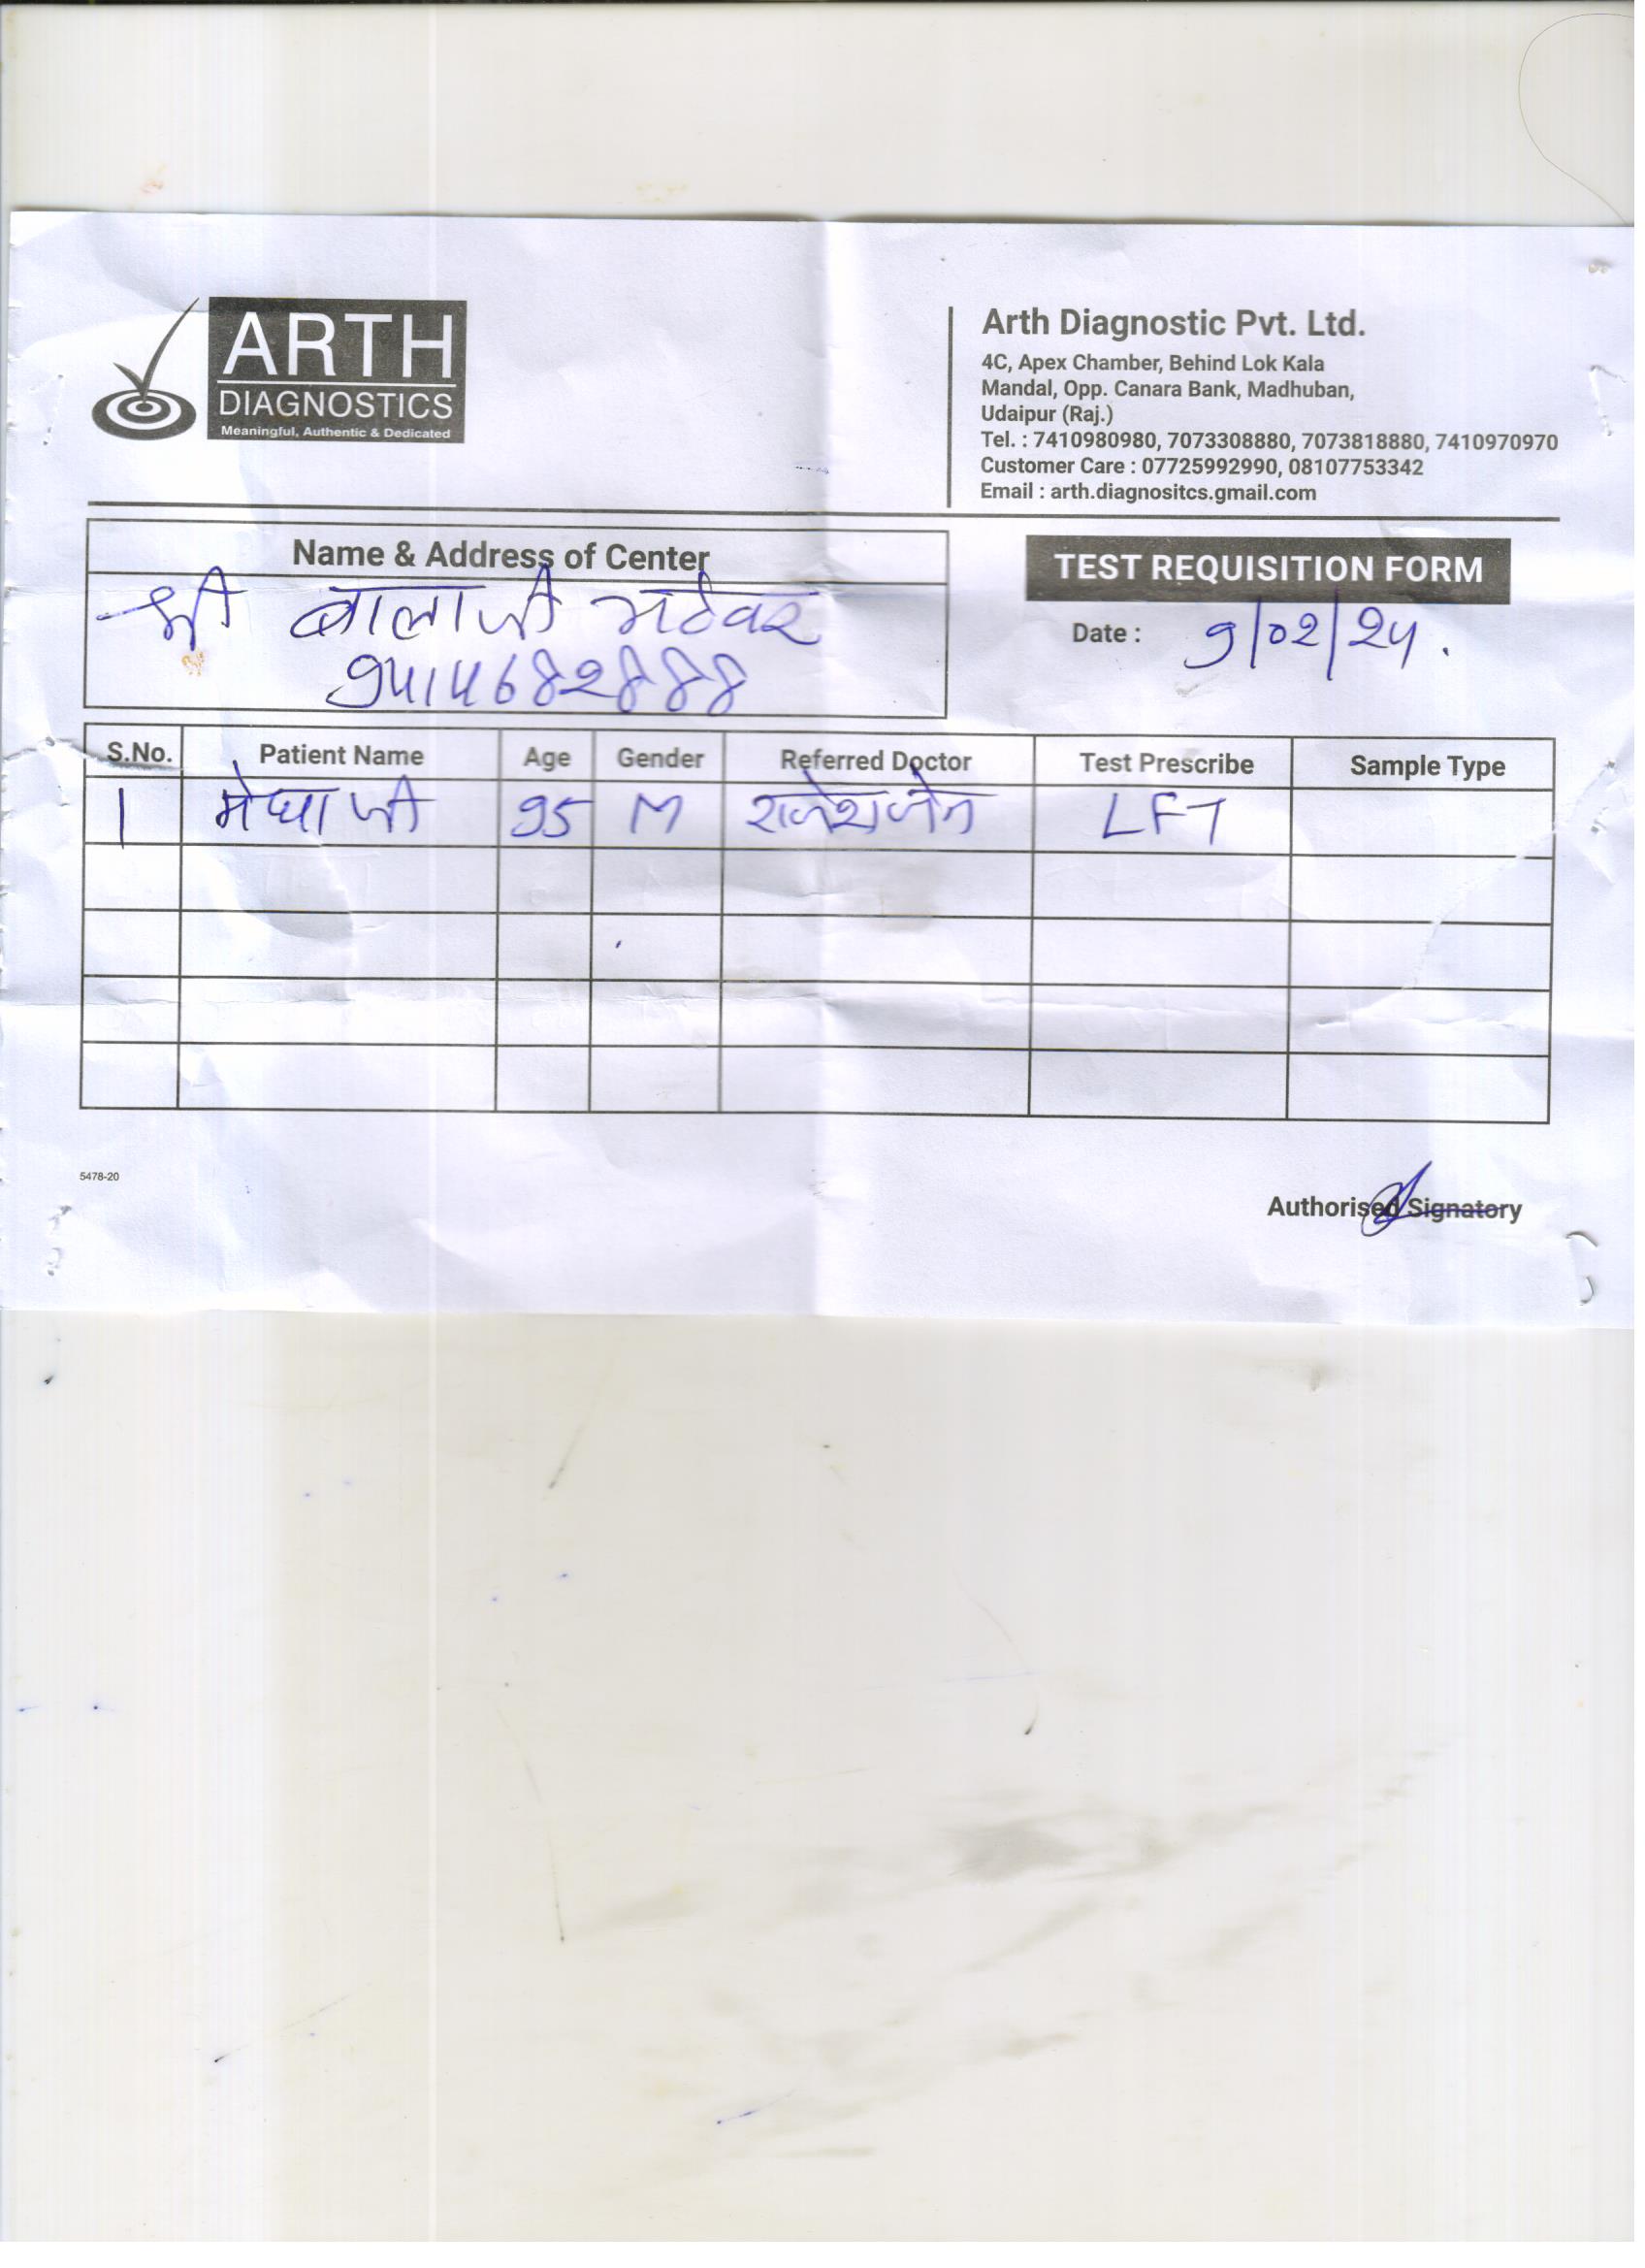 ARTH
DIAGNOSTICS
Meaningful, Authentic & Dedicated
Arth Diagnostic Pvt. Ltd.
4C, Apex Chamber, Behind Lok Kala
Mandal, Opp. Canara Bank, Madhuban,
Udaipur (Raj.)
Tel. : 7410980980, 7073308880, 7073818880, 7410970970
Customer Care : 07725992990, 08107753342
Email : arth.diagnositcs.gmail.com
Name & Address of Center
श्री बालाजी भटेवर
9414682888
TEST REQUISITION FORM
Date : 9/02/24.
S.No. Patient Name Age Gender Referred Doctor Test Prescribe Sample Type
1 मेघा जी 95 M राजेश जैन LFT
5478-20
Authorised Signatory